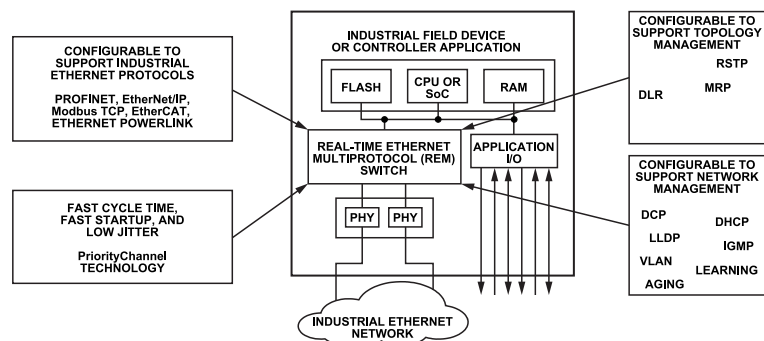 CONFIGURABLE TO
SUPPORT INDUSTRIAL
ETHERNET PROTOCOLS
PROFINET, EtherNet/IP,
Modbus TCP, EtherCAT,
ETHERNET POWERLINK
FAST CYCLE TIME,
FAST STARTUP, AND
LOW JITTER
PriorityChannel
TECHNOLOGY
INDUSTRIAL FIELD DEVICE
OR CONTROLLER APPLICATION
FLASH
CPU OR
SoC
RAM
REAL-TIME ETHERNET
MULTIPROTOCOL (REM)
SWITCH
APPLICATION
I/O
PHY
PHY
INDUSTRIAL ETHERNET
NETWORK
CONFIGURABLE TO
SUPPORT TOPOLOGY
MANAGEMENT
RSTP
MRP
DLR
CONFIGURABLE TO
SUPPORT NETWORK
MANAGEMENT
DCP
DHCP
LLDP
IGMP
VLAN
LEARNING
AGING